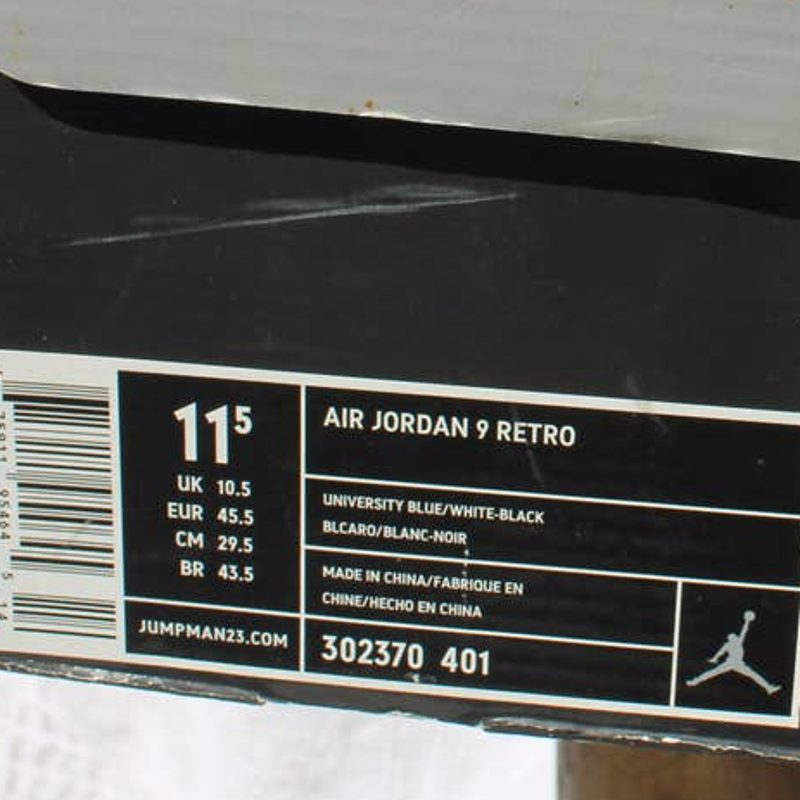 11⁵
UK 10.5
EUR 45.5
CM 29.5
BR 43.5
JUMPMAN23.COM
AIR JORDAN 9 RETRO
UNIVERSITY BLUE/WHITE-BLACK
BLCARO/BLANC-NOIR
MADE IN CHINA/FABRIQUE EN
CHINE/HECHO EN CHINA
302370 401